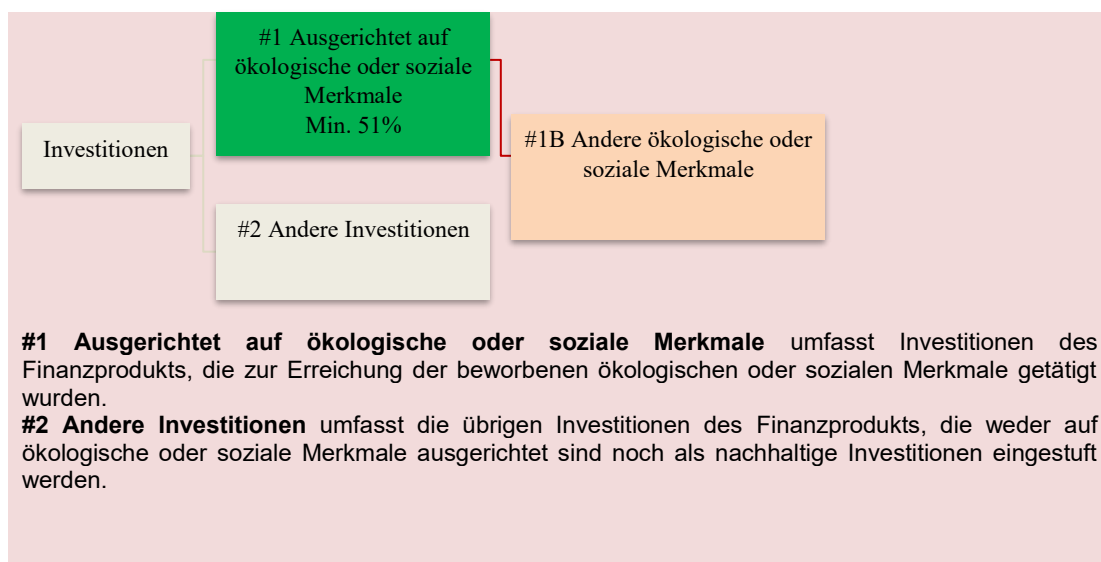 #1 Ausgerichtet auf
ökologische oder soziale
Merkmale
Min. 51%
Investitionen
#1B Andere ökologische oder
soziale Merkmale
#2 Andere Investitionen
#1 Ausgerichtet auf ökologische oder soziale Merkmale umfasst Investitionen des
Finanzprodukts, die zur Erreichung der beworbenen ökologischen oder sozialen Merkmale getätigt
wurden.
#2 Andere Investitionen umfasst die übrigen Investitionen des Finanzprodukts, die weder auf
ökologische oder soziale Merkmale ausgerichtet sind noch als nachhaltige Investitionen eingestuft
werden.